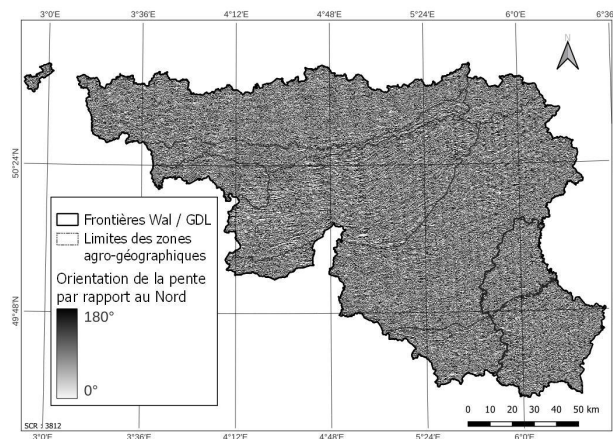 3°0'E 3°36'E 4°12'E 4°48'E 5°24'E 6°0'E 6°36'E
N
50°24'N
49°48'N
Frontières Wal / GDL
Limites des zones
agro-géographiques
Orientation de la pente
par rapport au Nord
180°
0°
SCR : 3812
0 10 20 30 40 50 km
3°0'E 3°36'E 4°12'E 4°48'E 5°24'E 6°0'E